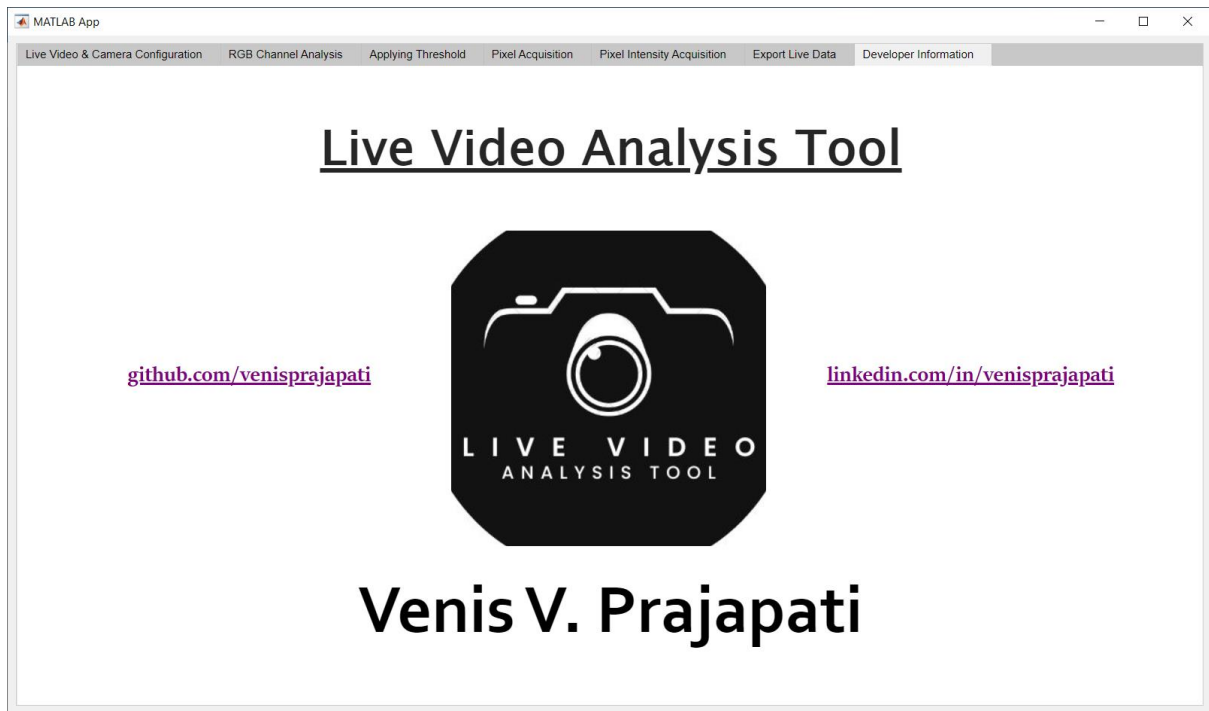 MATLAB App
Live Video & Camera Configuration RGB Channel Analysis Applying Threshold Pixel Acquisition Pixel Intensity Acquisition Export Live Data Developer Information
Live Video Analysis Tool
github.com/venisprajapati
LIVE VIDEO
ANALYSIS TOOL
linkedin.com/in/venisprajapati
Venis V. Prajapati